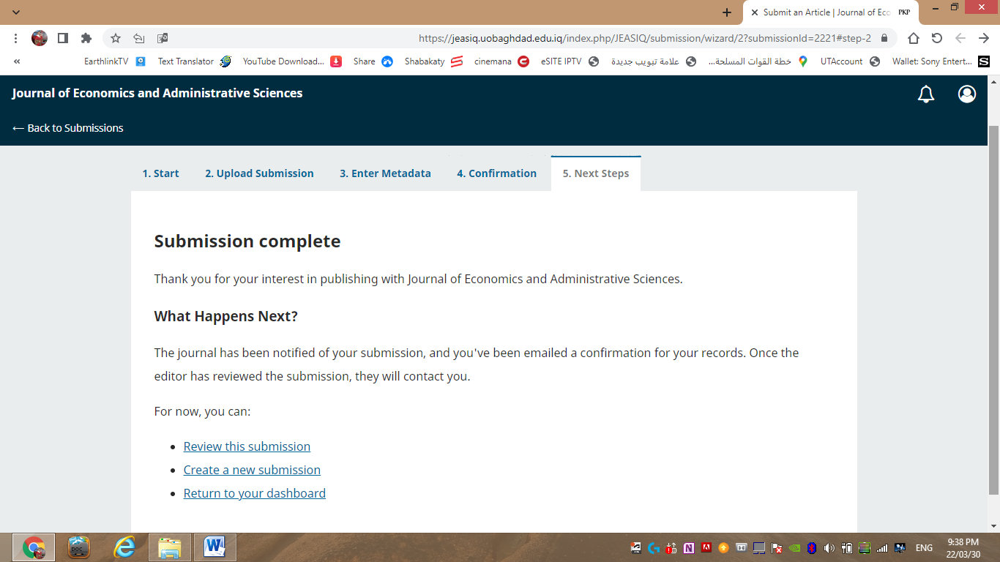 Submit an Article | Journal of Eco
PKP
https://jeasiq.uobaghdad.edu.iq/index.php/JEASIQ/submission/wizard/2?submissionId=2221#step-2
«
EarthlinkTV
Text Translator
YouTube Download...
Share
Shabakaty
cinemana
eSITE IPTV
علامة تبويب جديدة
خطة القوات المسلحة...
UTAccount
Wallet: Sony Entert...
Journal of Economics and Administrative Sciences
← Back to Submissions
1. Start
2. Upload Submission
3. Enter Metadata
4. Confirmation
5. Next Steps
Submission complete
Thank you for your interest in publishing with Journal of Economics and Administrative Sciences.
What Happens Next?
The journal has been notified of your submission, and you've been emailed a confirmation for your records. Once the
editor has reviewed the submission, they will contact you.
For now, you can:
• Review this submission
• Create a new submission
• Return to your dashboard
DOC
ENG
9:38 PM
22/03/30